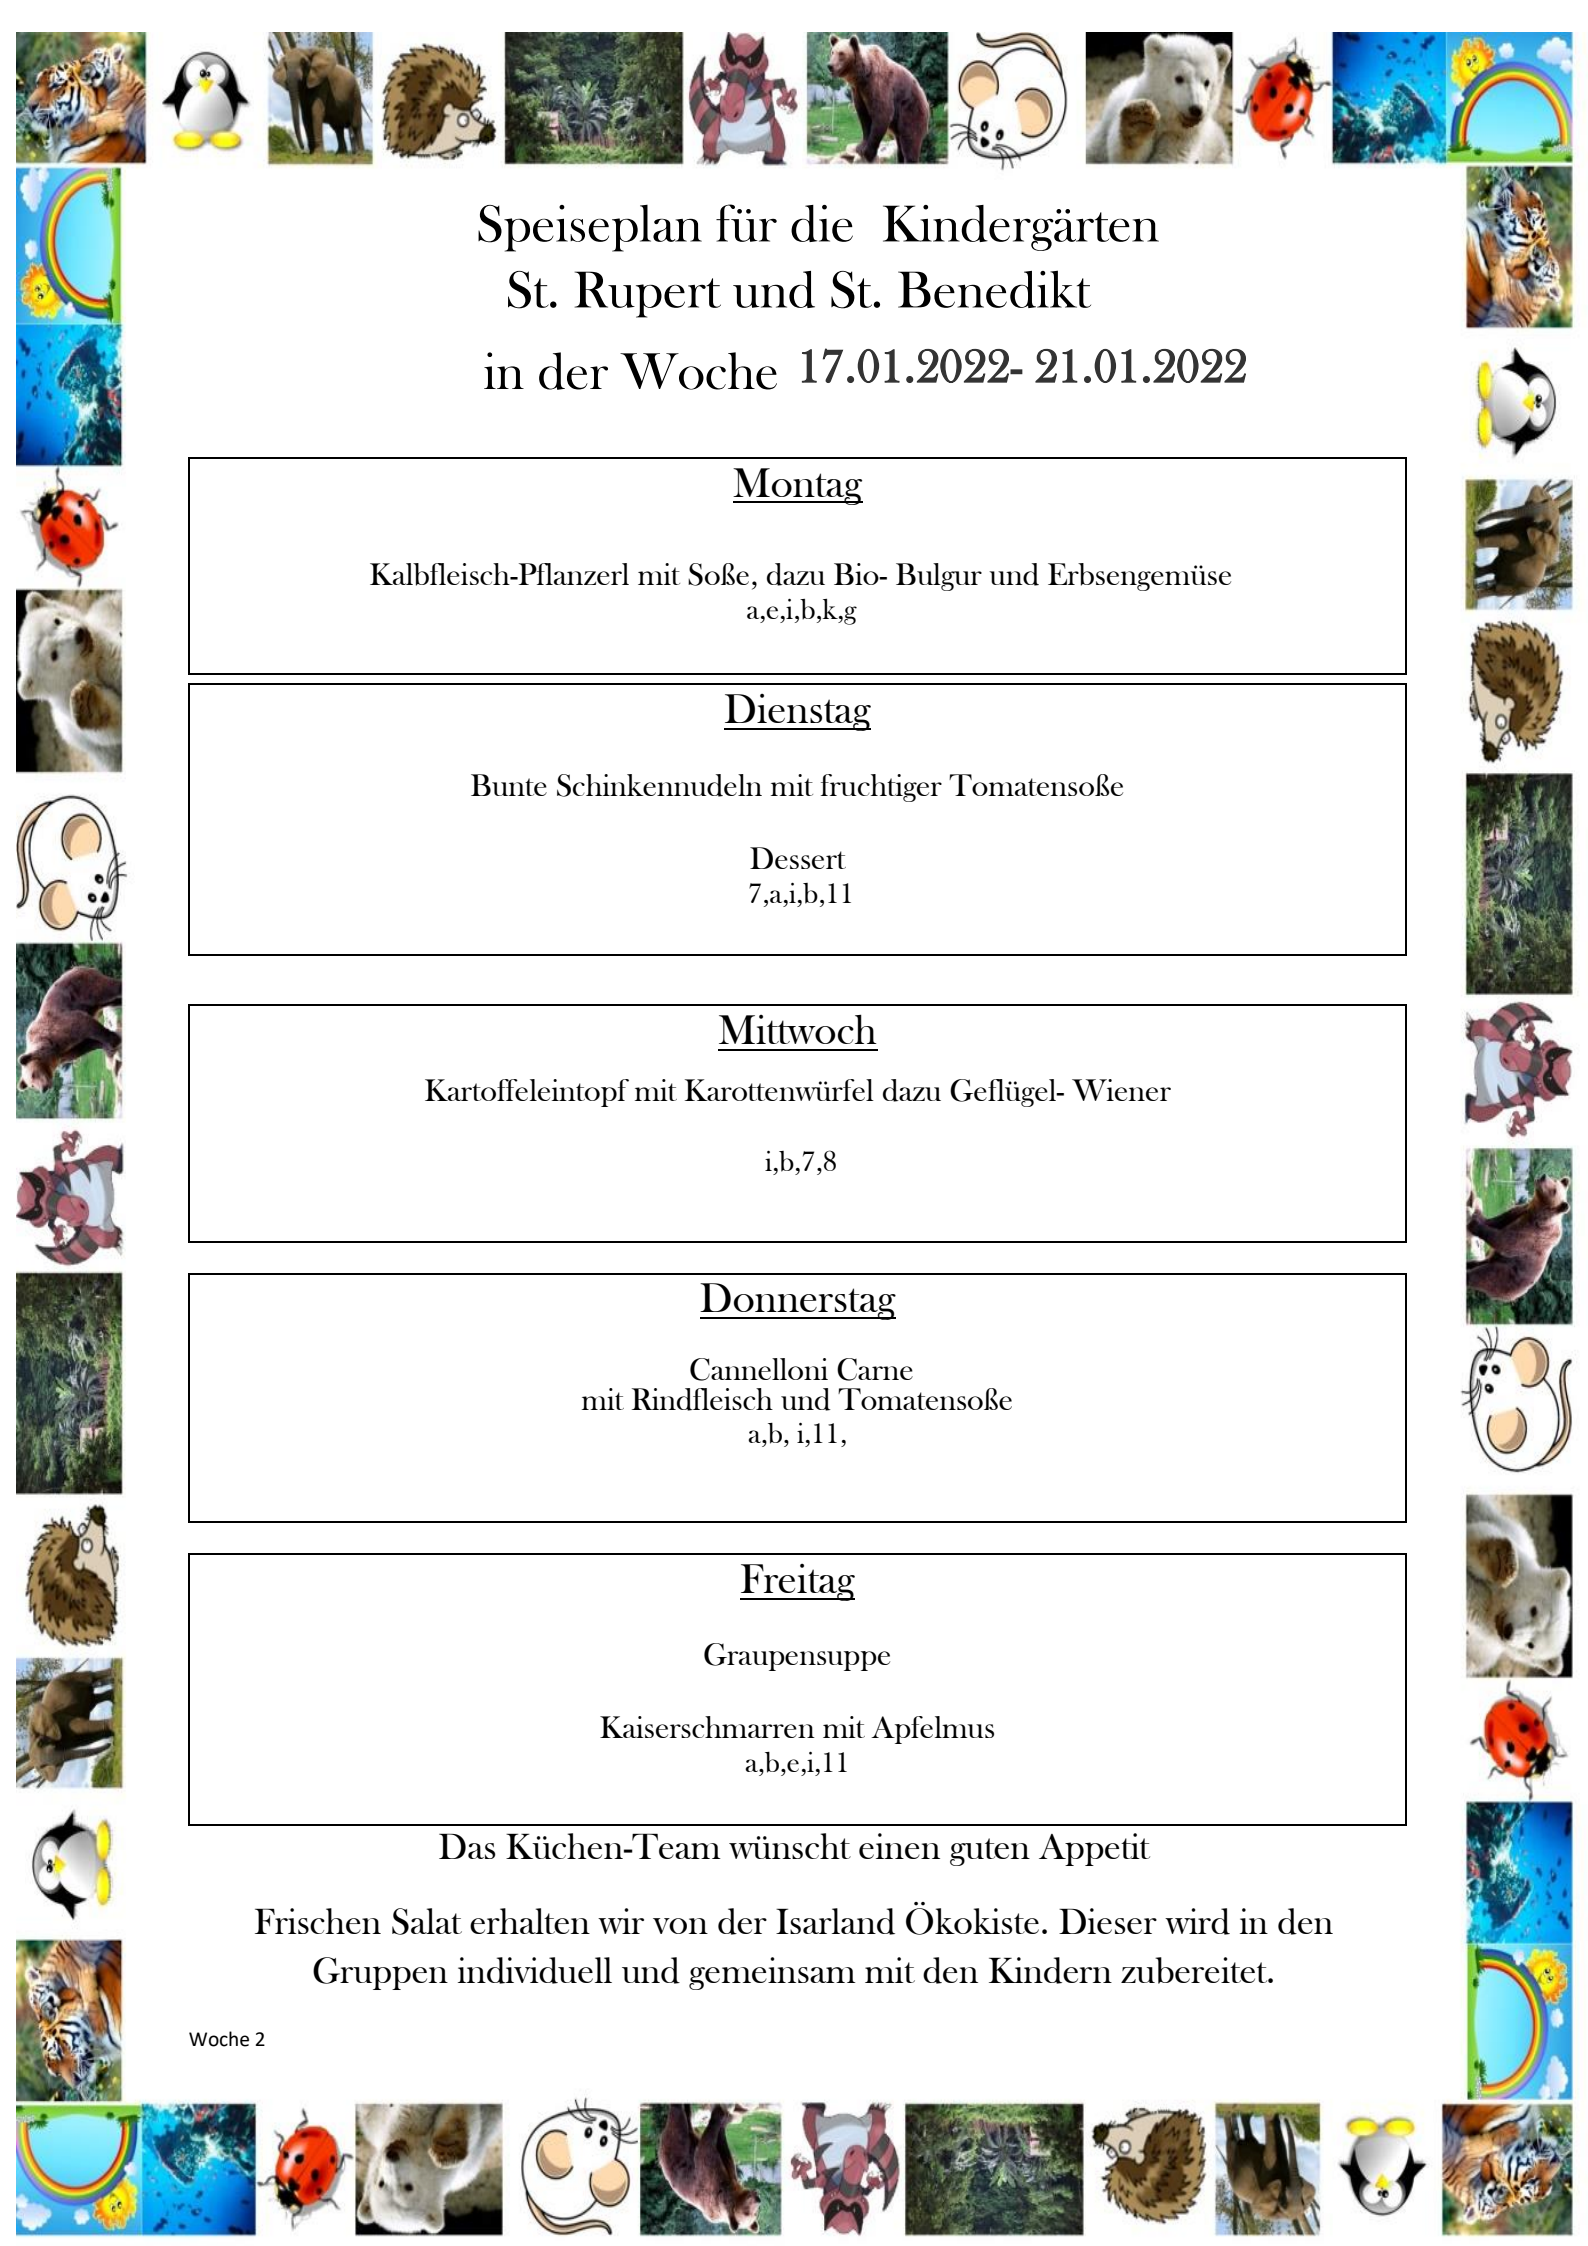 Speiseplan für die Kindergärten
St. Rupert und St. Benedikt
in der Woche 17.01.2022- 21.01.2022
Montag
Kalbfleisch-Pflanzerl mit Soße, dazu Bio- Bulgur und Erbsengemüse
a,e,i,b,k,g
Dienstag
Bunte Schinkennudeln mit fruchtiger Tomatensoße
Dessert
7,a,i,b,11
Mittwoch
Kartoffeleintopf mit Karottenwürfel dazu Geflügel- Wiener
i,b,7,8
Donnerstag
Cannelloni Carne
mit Rindfleisch und Tomatensoße
a,b, i,11,
Freitag
Graupensuppe
Kaiserschmarren mit Apfelmus
a,b,e,i,11
Das Küchen-Team wünscht einen guten Appetit
Frischen Salat erhalten wir von der Isarland Ökokiste. Dieser wird in den
Gruppen individuell und gemeinsam mit den Kindern zubereitet.
Woche 2